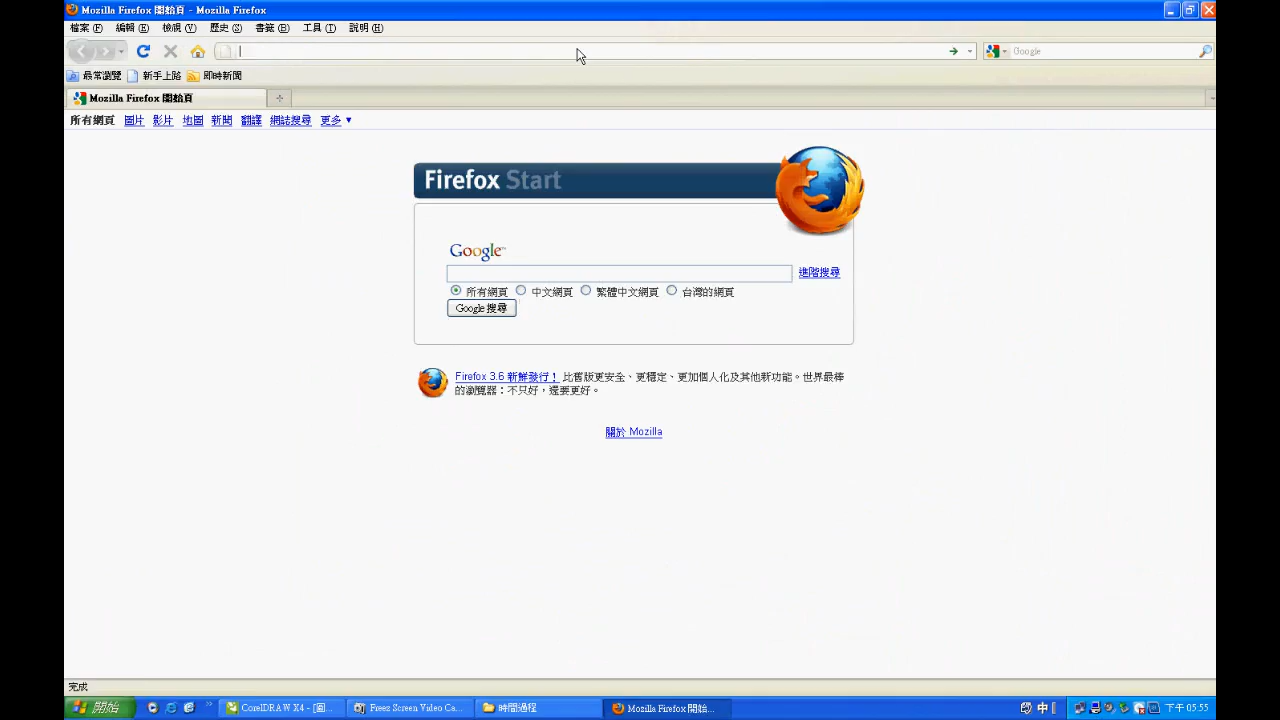 Mozilla Firefox 開始頁 - Mozilla Firefox
檔案(F) 編輯(E) 檢視(V) 歷史(S) 書籤(B) 工具(T) 說明(H)
Google
最常瀏覽 新手上路 即時新聞
Mozilla Firefox 開始頁
所有網頁 圖片 影片 地圖 新聞 翻譯 網誌搜尋 更多 ▼
Firefox Start
Google™
進階搜尋
所有網頁 中文網頁 繁體中文網頁 台灣的網頁
Google 搜尋
Firefox 3.6 新鮮發行！ 比舊版更安全、更穩定、更加個人化及其他新功能。世界最棒
的瀏覽器：不只好，還要更好。
關於 Mozilla
完成
開始 CorelDRAW X4 - [圖... Freez Screen Video Ca... 時間過程 Mozilla Firefox 開始... 中 下午 05:55